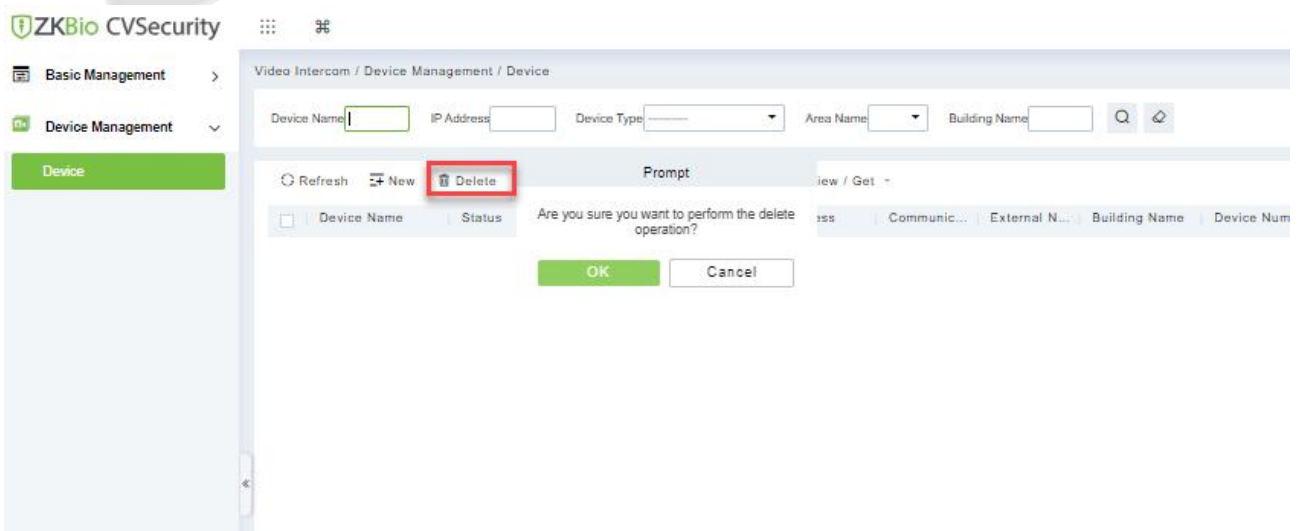 ZKBio CVSecurity
Basic Management
Video Intercom / Device Management / Device
Device Management
Device Name IP Address Device Type --------- Area Name Building Name
Device
Refresh New Delete Prompt iew / Get
Device Name Status Are you sure you want to perform the delete ess Communic... External N... Building Name Device Num
operation?
OK Cancel